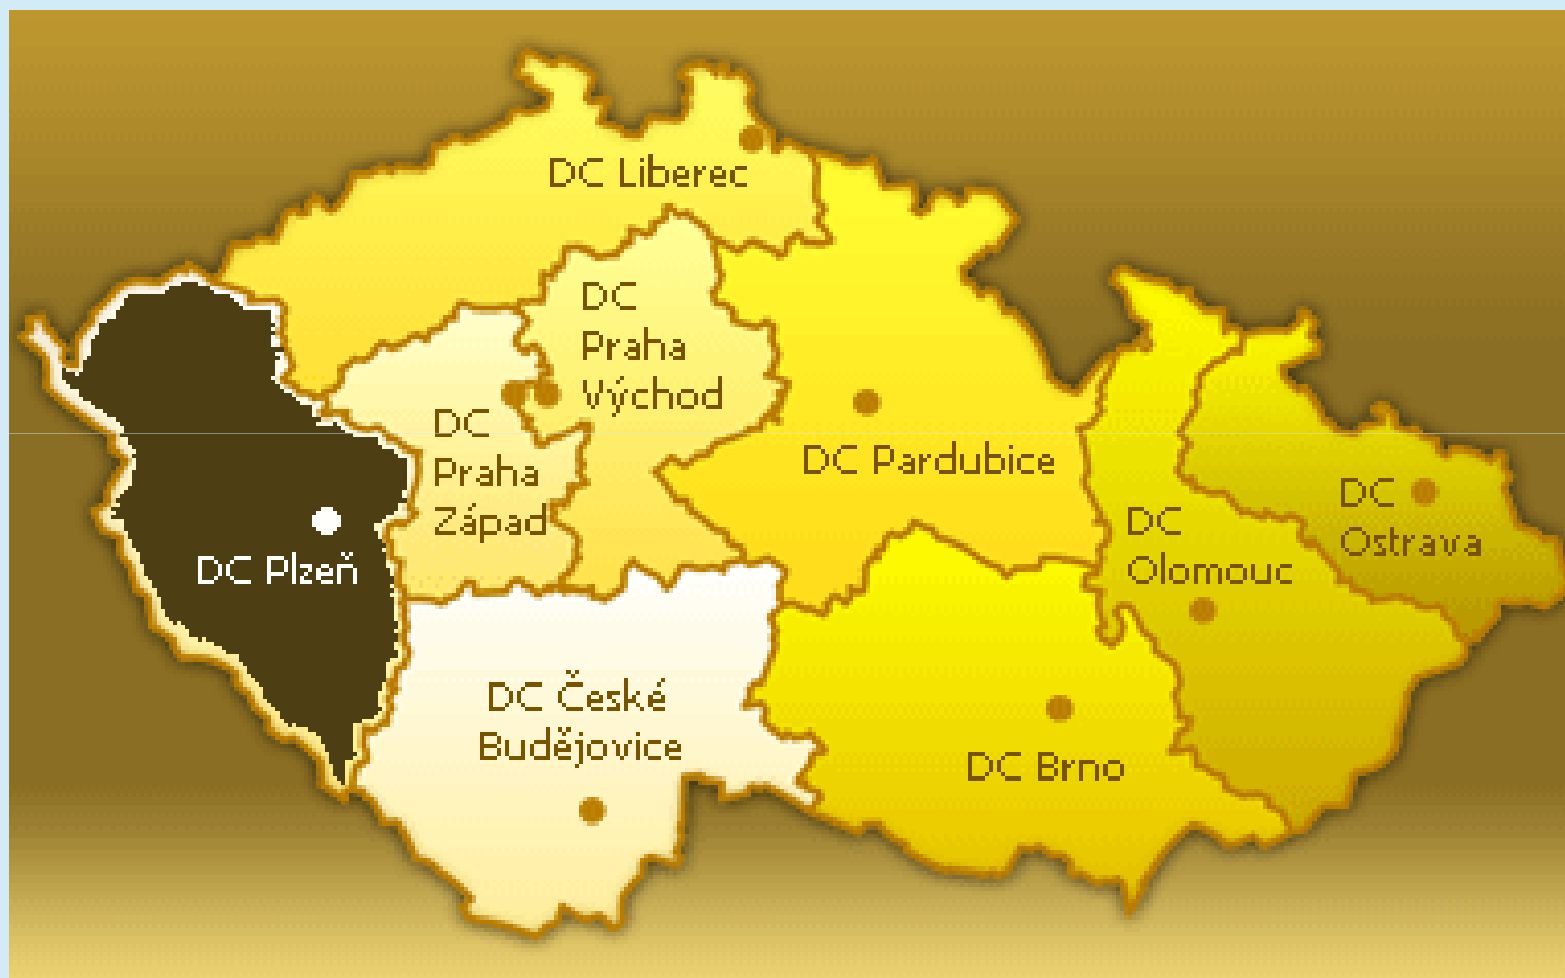 DC Liberec
DC
Praha
Východ
DC
Praha
Západ
DC Pardubice
DC
Ostrava
DC
Olomouc
DC Plzeň
DC České
Budějovice
DC Brno